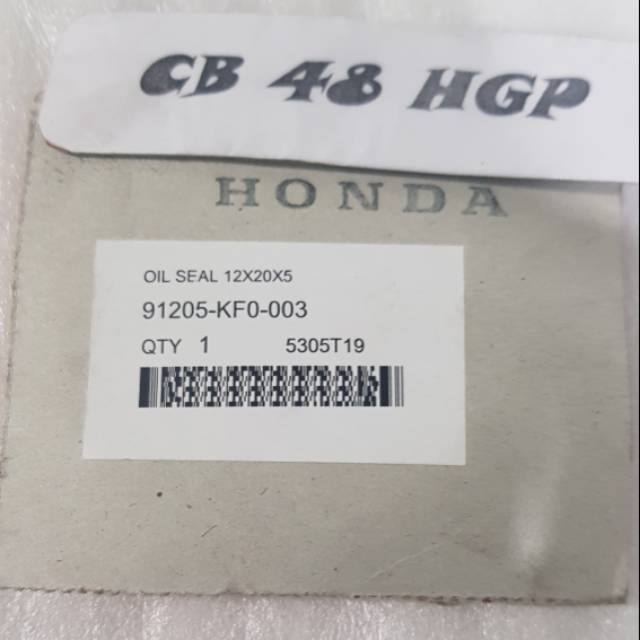 CB 48 HGP
HONDA
OIL SEAL 12X20X5
91205-KF0-003
QTY 1 5305T19